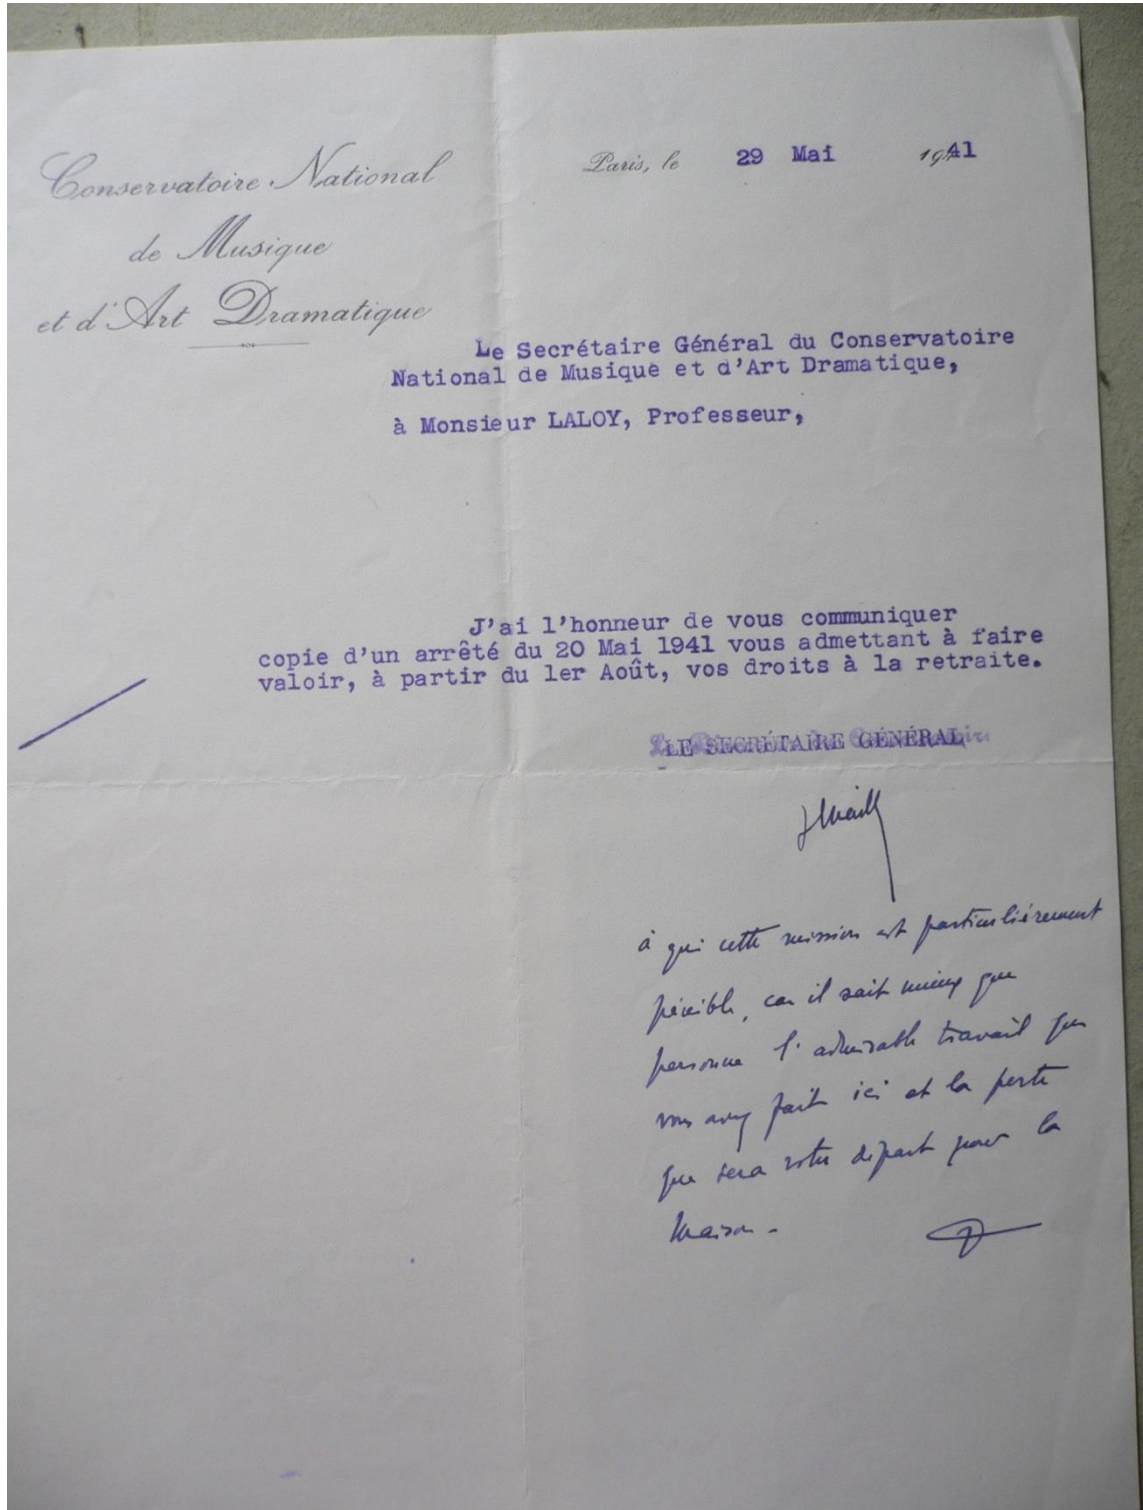 Conservatoire National
de Musique
et d'Art Dramatique
Paris, le 29 Mai 1941
Le Secrétaire Général du Conservatoire
National de Musique et d'Art Dramatique,
à Monsieur LALOY, Professeur,
J'ai l'honneur de vous communiquer
copie d'un arrêté du 20 Mai 1941 vous admettant à faire
valoir, à partir du 1er Août, vos droits à la retraite.
LE SECRÉTAIRE GÉNÉRAL
à qui cette mission est particulièrement
pénible, car il sait mieux que
personne l'admirable travail que
vous avez fait ici et la perte
que sera votre départ pour la
maison.